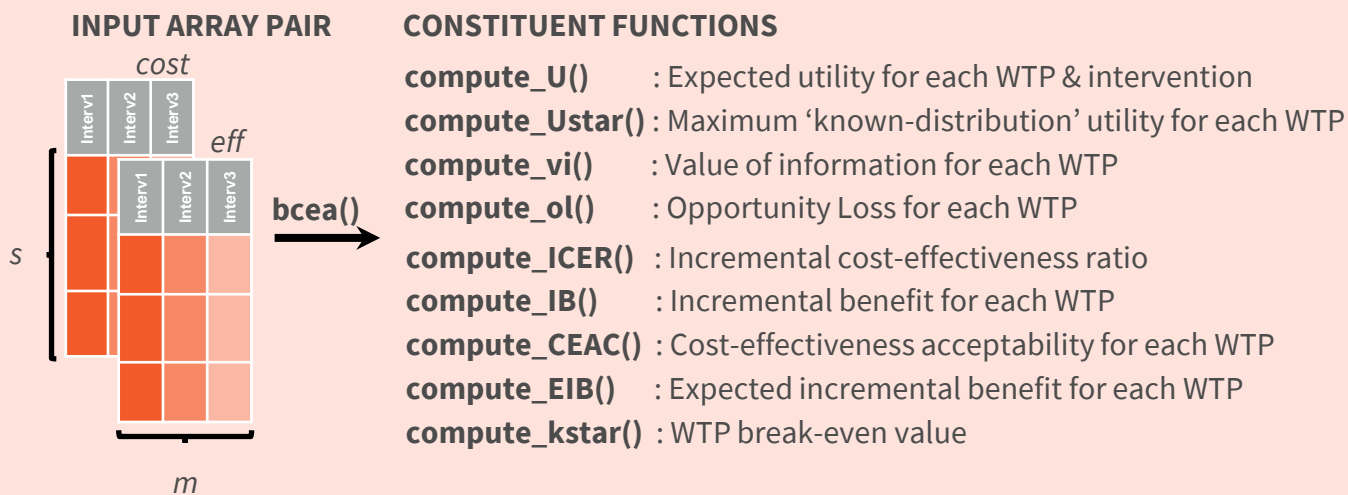 INPUT ARRAY PAIR
cost
Interv1 Interv2 Interv3
eff
Interv1 Interv2 Interv3
s
m
bcea()
CONSTITUENT FUNCTIONS
compute_U() : Expected utility for each WTP & intervention
compute_Ustar() : Maximum ‘known-distribution’ utility for each WTP
compute_vi() : Value of information for each WTP
compute_ol() : Opportunity Loss for each WTP
compute_ICER() : Incremental cost-effectiveness ratio
compute_IB() : Incremental benefit for each WTP
compute_CEAC() : Cost-effectiveness acceptability for each WTP
compute_EIB() : Expected incremental benefit for each WTP
compute_kstar() : WTP break-even value